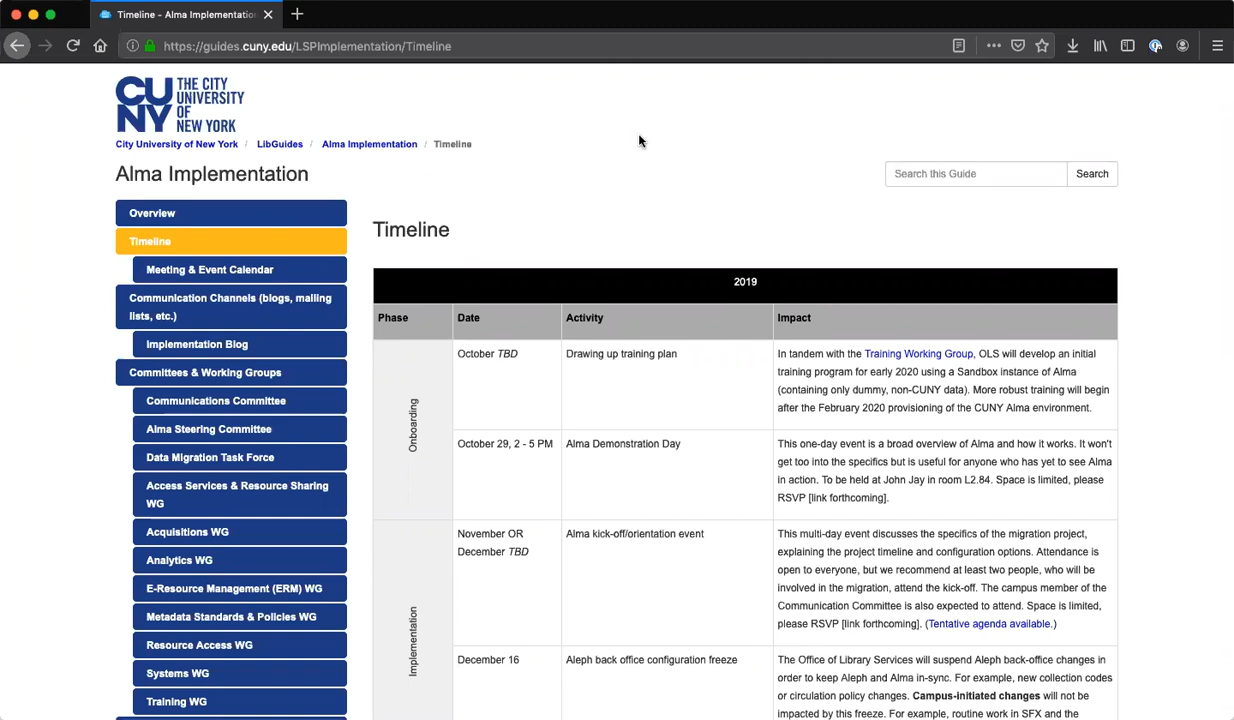 Timeline - Alma Implementatio
https://guides.cuny.edu/LSPImplementation/Timeline
CU
NY
THE CITY
UNIVERSITY
OF
NEW YORK
City University of New York / LibGuides / Alma Implementation / Timeline
Alma Implementation
Search this Guide
Search
Overview
Timeline
Meeting & Event Calendar
Communication Channels (blogs, mailing
lists, etc.)
Implementation Blog
Committees & Working Groups
Communications Committee
Alma Steering Committee
Data Migration Task Force
Access Services & Resource Sharing
WG
Acquisitions WG
Analytics WG
E-Resource Management (ERM) WG
Metadata Standards & Policies WG
Resource Access WG
Systems WG
Training WG
Timeline
2019
Phase Date Activity Impact
Onboarding
October TBD
Drawing up training plan
In tandem with the Training Working Group, OLS will develop an initial
training program for early 2020 using a Sandbox instance of Alma
(containing only dummy, non-CUNY data). More robust training will begin
after the February 2020 provisioning of the CUNY Alma environment.
October 29, 2 - 5 PM
Alma Demonstration Day
This one-day event is a broad overview of Alma and how it works. It won't
get too into the specifics but is useful for anyone who has yet to see Alma
in action. To be held at John Jay in room L2.84. Space is limited, please
RSVP [link forthcoming].
Implementation
November OR
December TBD
Alma kick-off/orientation event
This multi-day event discusses the specifics of the migration project,
explaining the project timeline and configuration options. Attendance is
open to everyone, but we recommend at least two people, who will be
involved in the migration, attend the kick-off. The campus member of the
Communication Committee is also expected to attend. Space is limited,
please RSVP [link forthcoming]. (Tentative agenda available.)
December 16
Aleph back office configuration freeze
The Office of Library Services will suspend Aleph back-office changes in
order to keep Aleph and Alma in-sync. For example, new collection codes
or circulation policy changes. Campus-initiated changes will not be
impacted by this freeze. For example, routine work in SFX and the